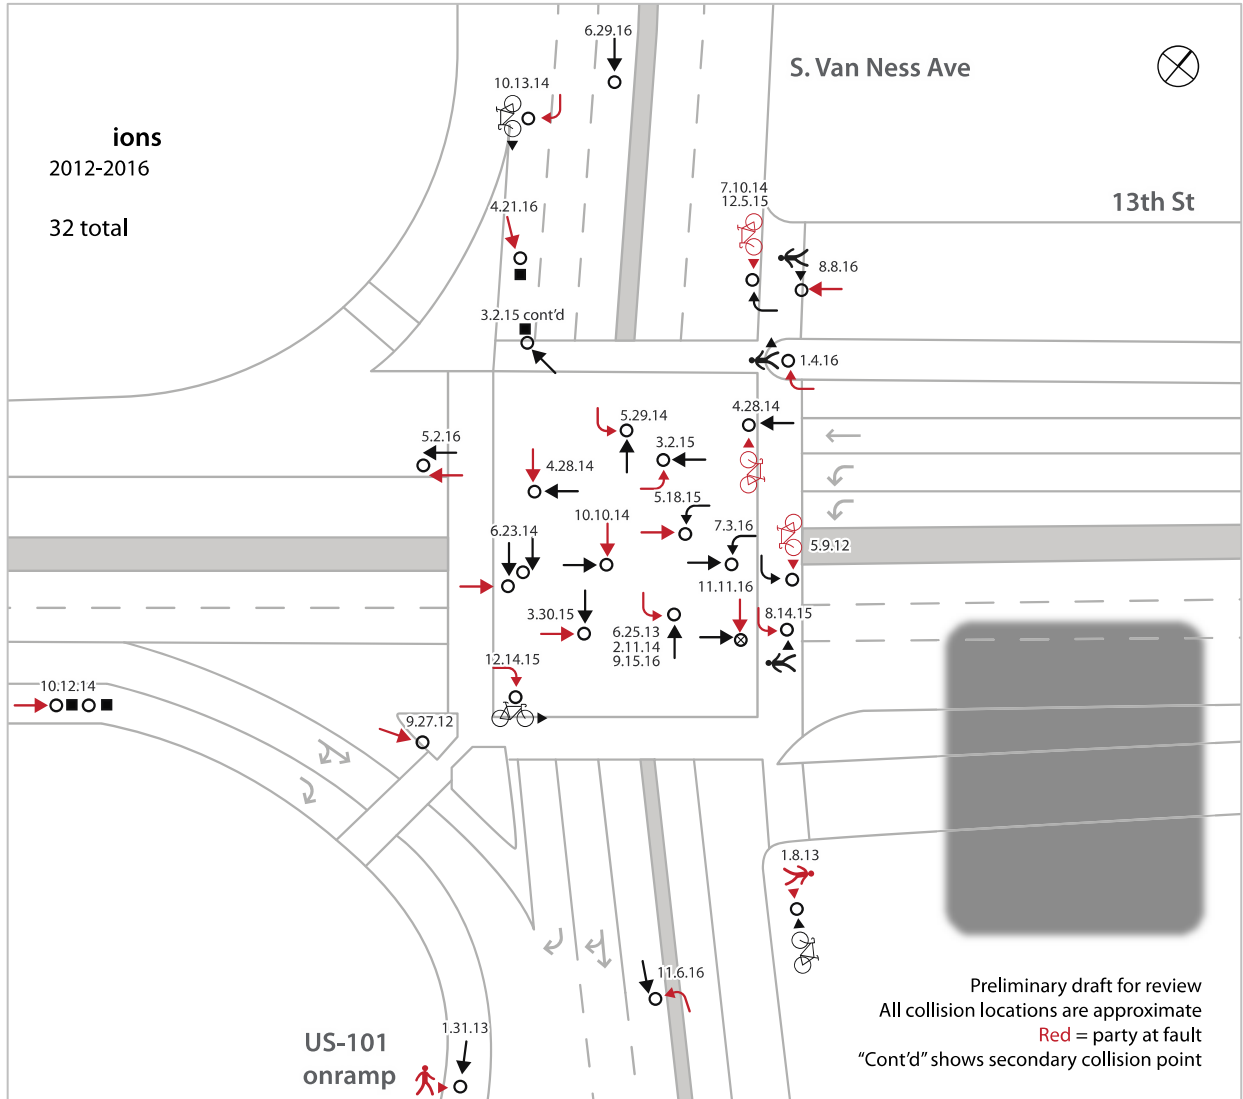 6.29.16
S. Van Ness Ave
10.13.14
ions
2012-2016
32 total
7.10.14
12.5.15
13th St
4.21.16
8.8.16
3.2.15 cont'd
1.4.16
5.29.14
4.28.14
5.2.16
3.2.15
4.28.14
5.18.15
10.10.14
6.23.14
7.3.16
5.9.12
11.11.16
3.30.15
6.25.13
2.11.14
9.15.16
8.14.15
12.14.15
10.12.14
9.27.12
1.8.13
11.6.16
1.31.13
US-101
onramp
Preliminary draft for review
All collision locations are approximate
Red = party at fault
“Cont'd” shows secondary collision point